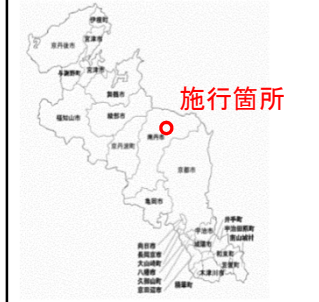 伊根町
京丹後市
宮津市
与謝野町
宮津市
舞鶴市
施行箇所
福知山市
綾部市
南丹市
京丹波町
京都市
亀岡市
井手町
宇治田原町
南山城村
宇治市
城陽市
向日市
長岡京市
大山崎町
八幡市
久御山町
京田辺市
和束町
笠置町
木津川市
精華町